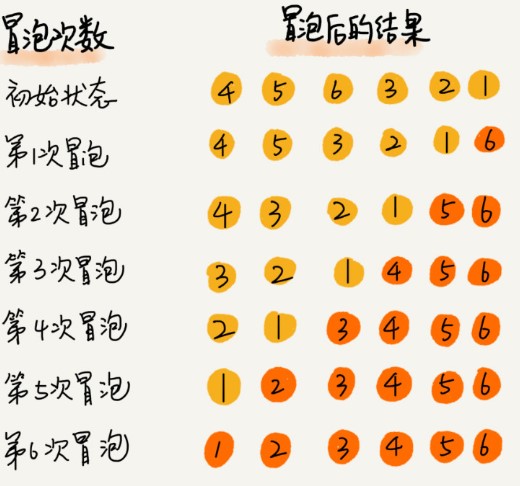 冒泡次数 冒泡后的结果
初始状态 4 5 6 3 2 1
第1次冒泡 4 5 3 2 1 6
第2次冒泡 4 3 2 1 5 6
第3次冒泡 3 2 1 4 5 6
第4次冒泡 2 1 3 4 5 6
第5次冒泡 1 2 3 4 5 6
第6次冒泡 1 2 3 4 5 6